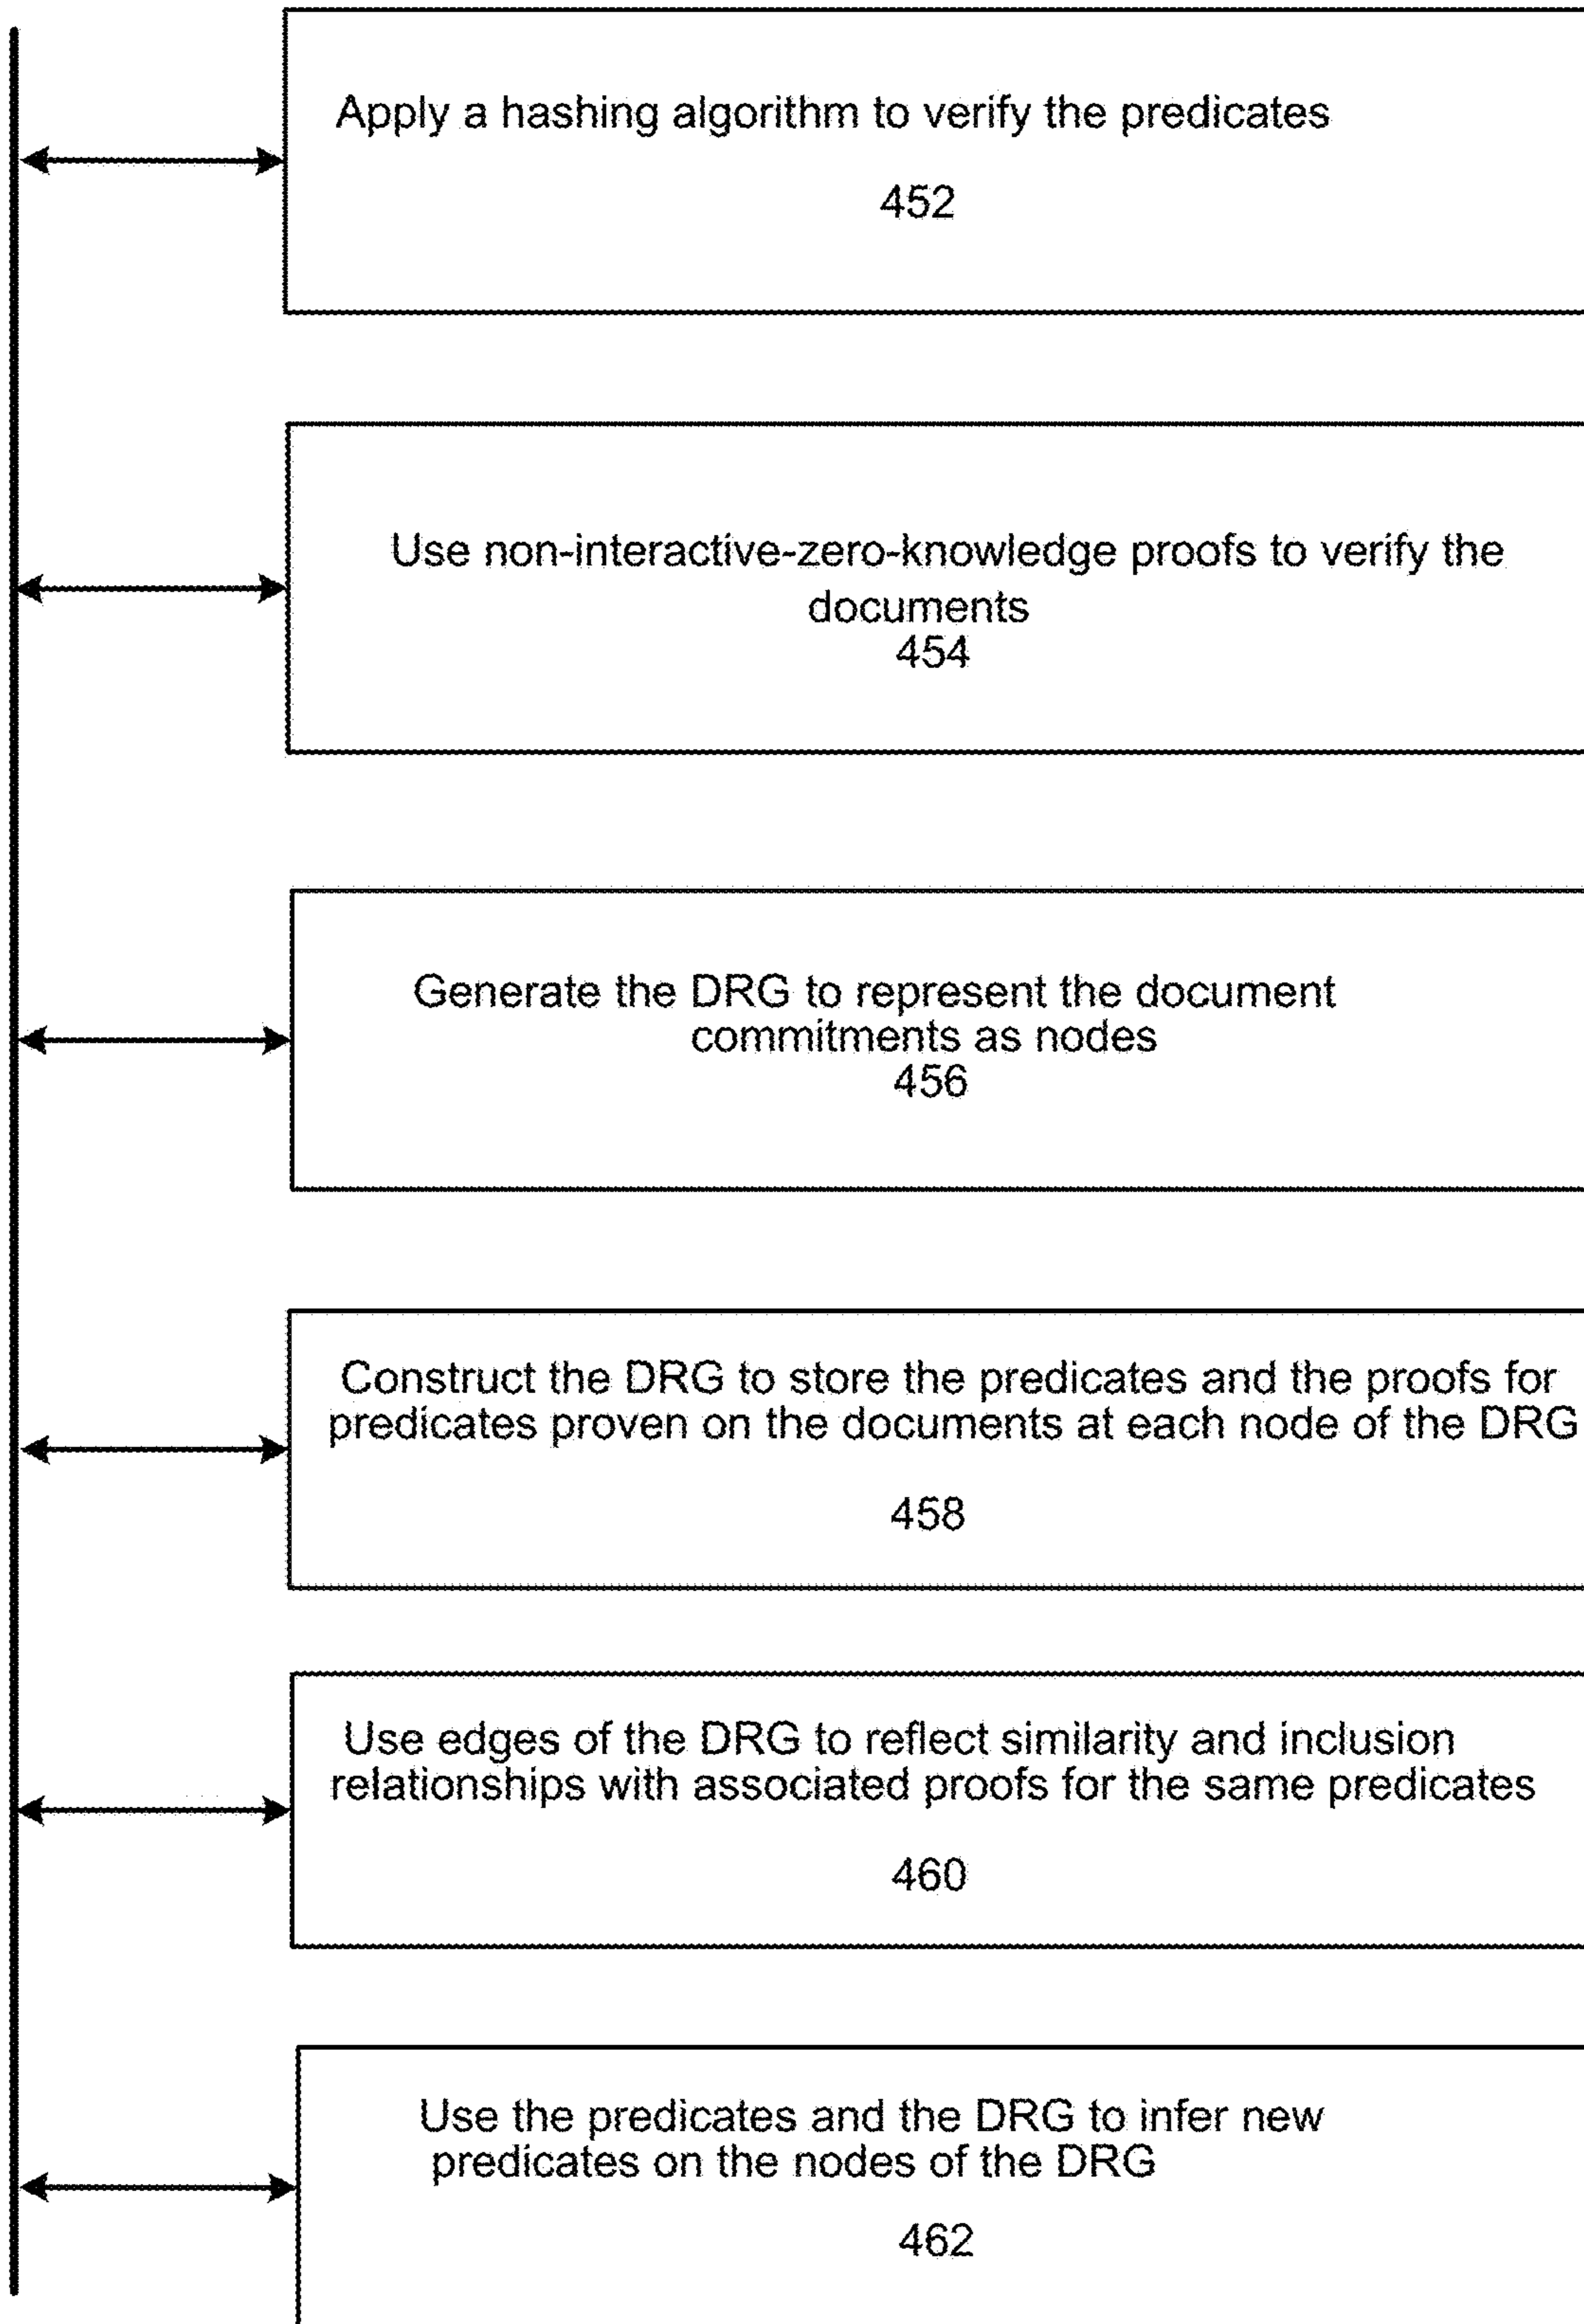 Apply a hashing algorithm to verify the predicates
452
Use non-interactive-zero-knowledge proofs to verify the
documents
454
Generate the DRG to represent the document
commitments as nodes
456
Construct the DRG to store the predicates and the proofs for
predicates proven on the documents at each node of the DRG
458
Use edges of the DRG to reflect similarity and inclusion
relationships with associated proofs for the same predicates
460
Use the predicates and the DRG to infer new
predicates on the nodes of the DRG
462